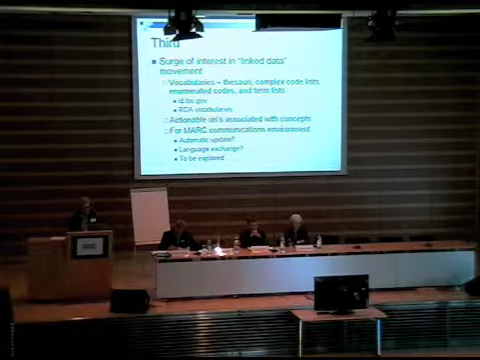 Third
Surge of interest in "linked data"
movement
Vocabularies – thesauri, complex code lists,
enumerated codes, and term lists
id.loc.gov
RDA vocabularies
Actionable uri's associated with concepts
For MARC communications environment
Automatic update?
Language exchange?
To be explored